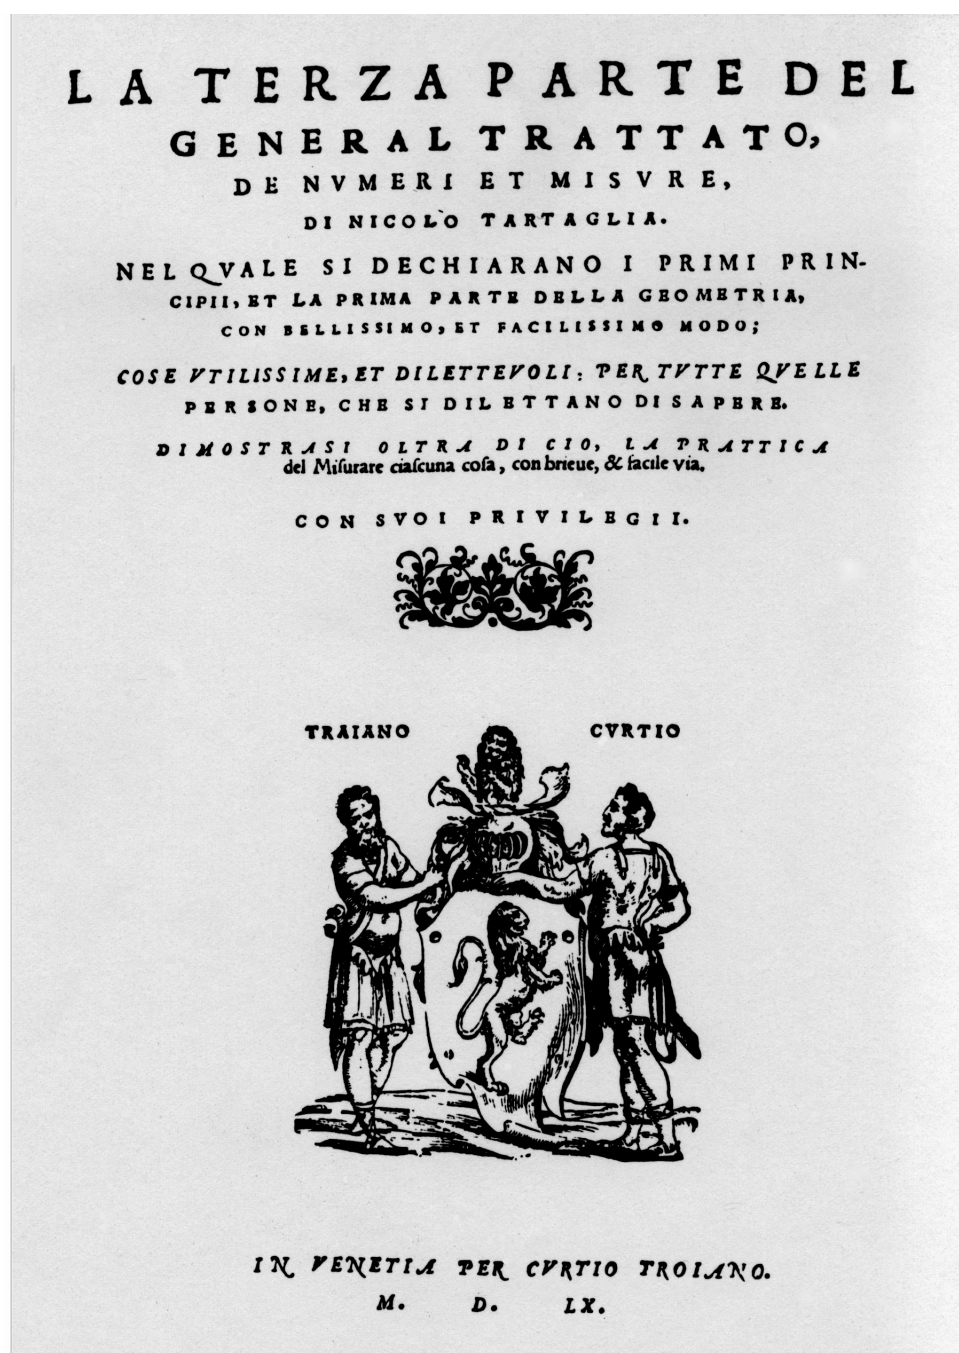 LA TERZA PARTE DEL
GENERAL TRATTATO,
DE NVMERI ET MISVRE,
DI NICOLO TARTAGLIA.
NEL QVALE SI DECHIARANO I PRIMI PRIN-
CIPII, ET LA PRIMA PARTE DELLA GEOMETRIA,
CON BELLISSIMO, ET FACILISSIMO MODO;
COSE VTILISSIME, ET DILETTEVOLI: PER TVTTE QVELLE
PERSONE, CHE SI DILETTANO DI SAPERE.
DIMOSTRASI OLTRA DI CIO, LA PRATTICA
del Miſurare ciaſcuna coſa, con brieue, & facile via.
CON SVOI PRIVILEGII.
TRAIANO CVRTIO
IN VENETIA PER CVRTIO TROIANO.
M. D. LX.